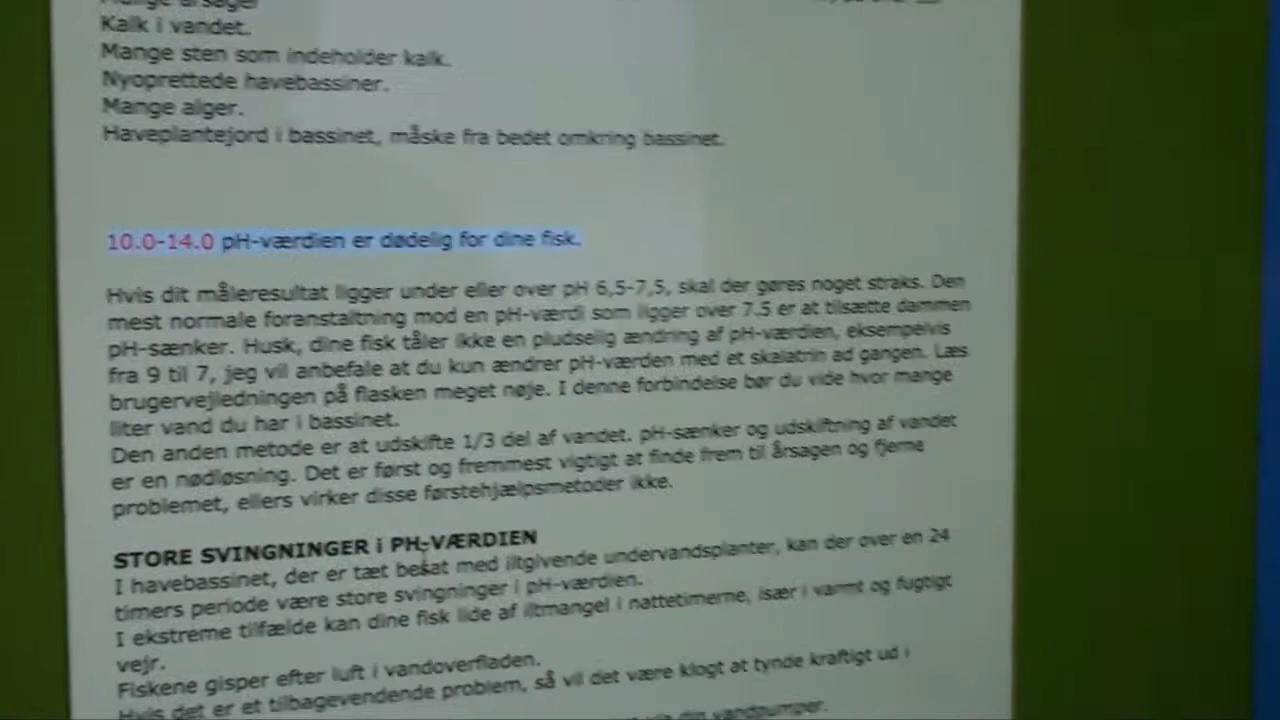 Kalk i vandet.
Mange sten som indeholder kalk.
Nyoprettede havebassiner.
Mange alger.
Haveplantejord i bassinet, måske fra bedet omkring bassinet.
10.0-14.0 pH-værdien er dødelig for dine fisk.
Hvis dit måleresultat ligger under eller over pH 6,5-7,5, skal der gøres noget straks. Den
mest normale foranstaltning mod en pH-værdi som ligger over 7.5 er at tilsætte dammen
pH-sænker. Husk, dine fisk tåler ikke en pludselig ændring af pH-værdien, eksempelvis
fra 9 til 7, jeg vil anbefale at du kun ændrer pH-værden med et skalatrin ad gangen. Læs
brugervejledningen på flasken meget nøje. I denne forbindelse bør du vide hvor mange
liter vand du har i bassinet.
Den anden metode er at udskifte 1/3 del af vandet. pH-sænker og udskiftning af vandet
er en nødløsning. Det er først og fremmest vigtigt at finde frem til årsagen og fjerne
problemet, ellers virker disse førstehjælpsmetoder ikke.
STORE SVINGNINGER i PH-VÆRDIEN
I havebassinet, der er tæt besat med iltgivende undervandsplanter, kan der over en 24
timers periode være store svingninger i pH-værdien.
I ekstreme tilfælde kan dine fisk lide af iltmangel i nattetimerne, især i varmt og fugtigt
vejr.
Fiskene gisper efter luft i vandoverfladen.
Hvis det er et tilbagevendende problem, så vil det være klogt at tynde kraftigt ud i
din vandpumper.